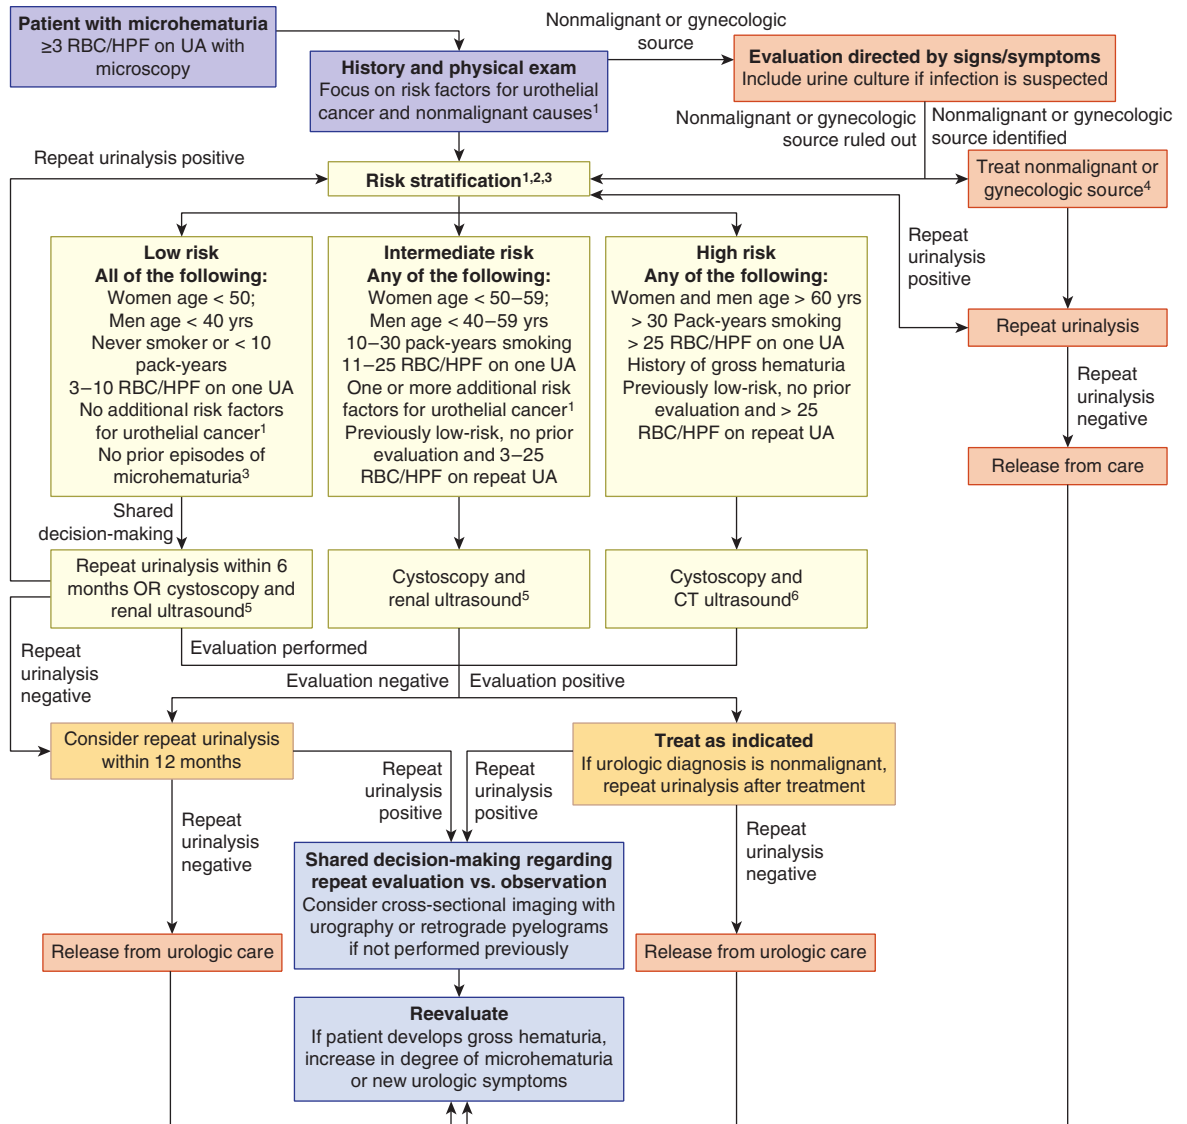 Patient with microhematuria
≥3 RBC/HPF on UA with
microscopy
Nonmalignant or gynecologic
source
History and physical exam
Focus on risk factors for urothelial
cancer and nonmalignant causes1
Evaluation directed by signs/symptoms
Include urine culture if infection is suspected
Nonmalignant or gynecologic
source ruled out
Nonmalignant or gynecologic
source identified
Repeat urinalysis positive
Risk stratification1,2,3
Treat nonmalignant or
gynecologic source4
Repeat
urinalysis
positive
Low risk
All of the following:
Women age < 50;
Men age < 40 yrs
Never smoker or < 10
pack-years
3–10 RBC/HPF on one UA
No additional risk factors
for urothelial cancer1
No prior episodes of
microhematuria3
Intermediate risk
Any of the following:
Women age < 50–59;
Men age < 40–59 yrs
10–30 pack-years smoking
11–25 RBC/HPF on one UA
One or more additional risk
factors for urothelial cancer1
Previously low-risk, no prior
evaluation and 3–25
RBC/HPF on repeat UA
High risk
Any of the following:
Women and men age > 60 yrs
> 30 Pack-years smoking
> 25 RBC/HPF on one UA
History of gross hematuria
Previously low-risk, no prior
evaluation and > 25
RBC/HPF on repeat UA
Repeat urinalysis
Repeat
urinalysis
negative
Release from care
Shared
decision-making
Repeat urinalysis within 6
months OR cystoscopy and
renal ultrasound5
Cystoscopy and
renal ultrasound5
Cystoscopy and
CT ultrasound6
Repeat
urinalysis
negative
Evaluation performed
Evaluation negative
Evaluation positive
Consider repeat urinalysis
within 12 months
Treat as indicated
If urologic diagnosis is nonmalignant,
repeat urinalysis after treatment
Repeat
urinalysis
positive
Repeat
urinalysis
positive
Repeat
urinalysis
negative
Repeat
urinalysis
negative
Shared decision-making regarding
repeat evaluation vs. observation
Consider cross-sectional imaging with
urography or retrograde pyelograms
if not performed previously
Release from urologic care
Release from urologic care
Reevaluate
If patient develops gross hematuria,
increase in degree of microhematuria
or new urologic symptoms